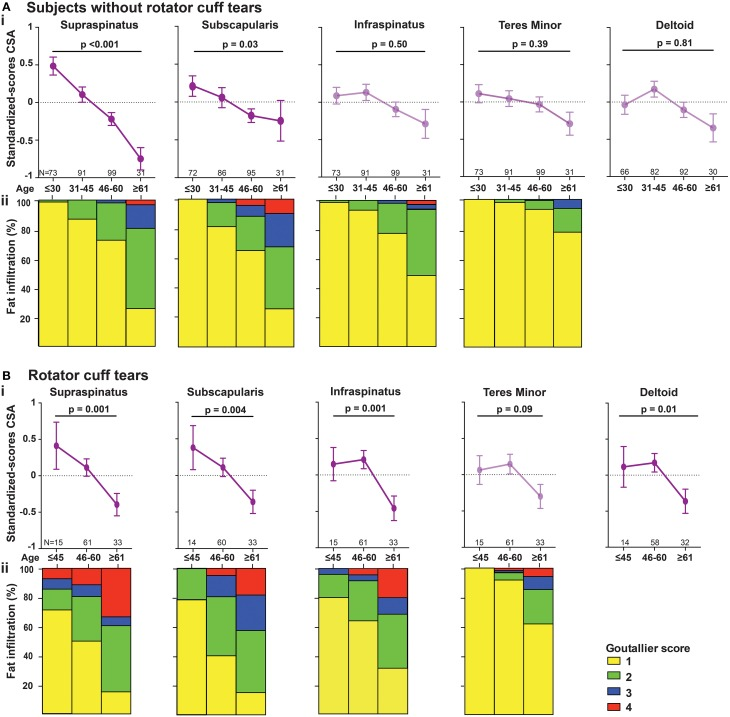 A Subjects without rotator cuff tears
i Supraspinatus Subscapularis Infraspinatus Teres Minor Deltoid
p <0.001 p = 0.03 p = 0.50 p = 0.39 p = 0.81
Standardized-scores CSA
1
0.5
0
-0.5
-1
N=73 91 99 31 72 86 95 31 73 91 99 31 73 91 99 31 66 82 92 30
Age ≤30 31-45 46-60 ≥61 ≤30 31-45 46-60 ≥61 ≤30 31-45 46-60 ≥61 ≤30 31-45 46-60 ≥61 ≤30 31-45 46-60 ≥61
ii
Fat infiltration (%)
100
80
60
40
20
B Rotator cuff tears
i Supraspinatus Subscapularis Infraspinatus Teres Minor Deltoid
p = 0.001 p = 0.004 p = 0.001 p = 0.09 p = 0.01
Standardized-scores CSA
1
0.5
0
-0.5
-1
N=15 61 33 14 60 33 15 61 33 15 61 33 14 58 32
Age ≤45 46-60 ≥61 ≤45 46-60 ≥61 ≤45 46-60 ≥61 ≤45 46-60 ≥61 ≤45 46-60 ≥61
ii
Fat infiltration (%)
100
80
60
40
20
Goutallier score
1
2
3
4